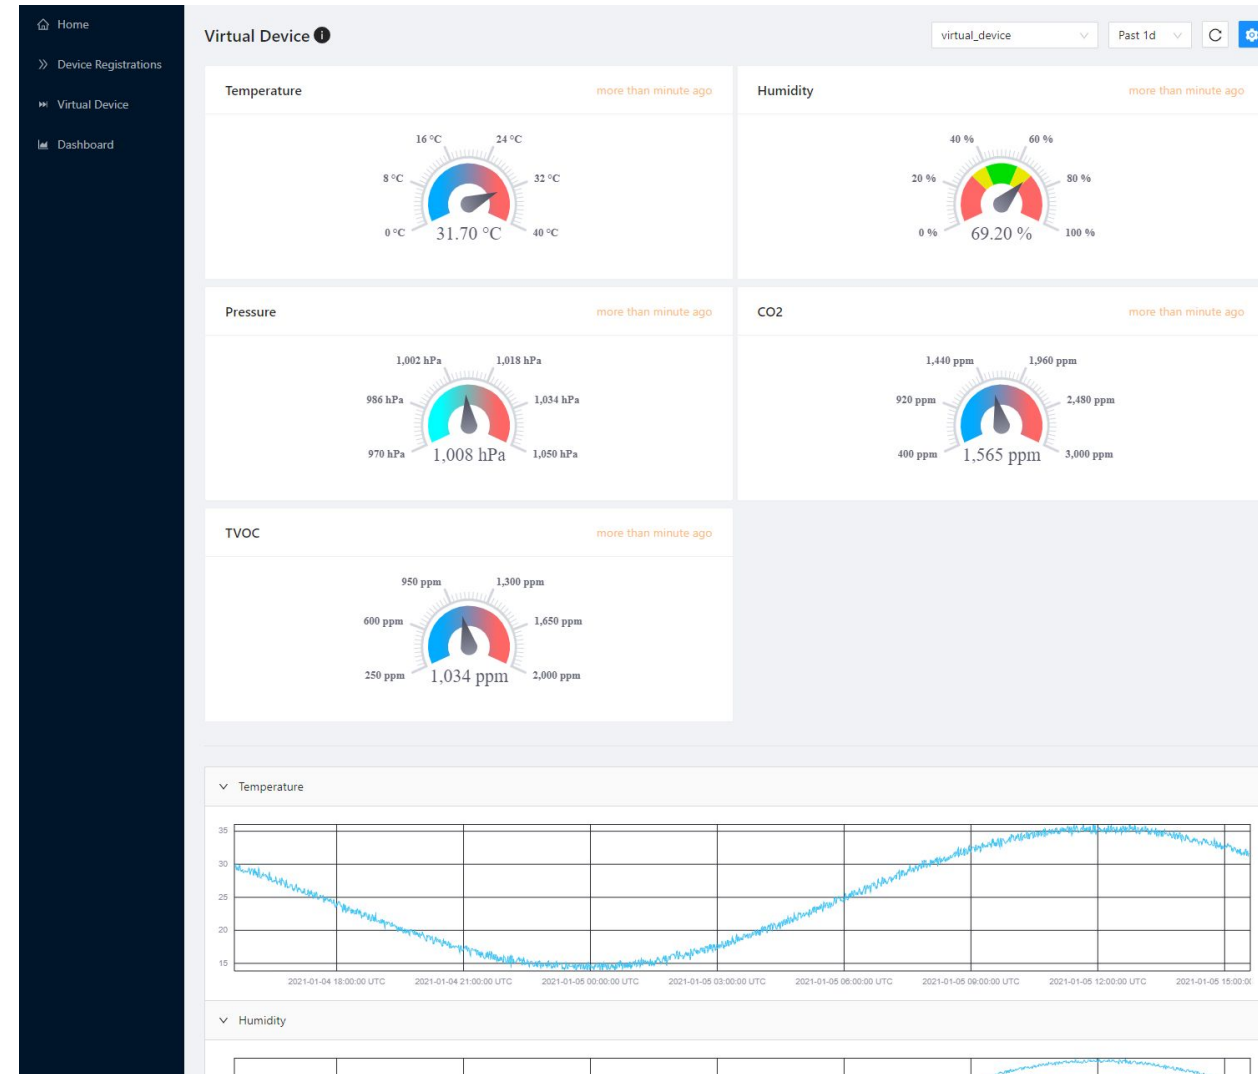 Home
Device Registrations
Virtual Device
Dashboard
Virtual Device
virtual_device
Past 1d
Temperature
more than minute ago
16 °C 24 °C
8 °C 32 °C
0 °C 31.70 °C 40 °C
Humidity
more than minute ago
40 % 60 %
20 % 80 %
0 % 69.20 % 100 %
Pressure
more than minute ago
1,002 hPa 1,018 hPa
986 hPa 1,034 hPa
970 hPa 1,008 hPa 1,050 hPa
CO2
more than minute ago
1,440 ppm 1,960 ppm
920 ppm 2,480 ppm
400 ppm 1,565 ppm 3,000 ppm
TVOC
more than minute ago
950 ppm 1,300 ppm
600 ppm 1,650 ppm
250 ppm 1,034 ppm 2,000 ppm
Temperature
35
30
25
20
15
2021-01-04 18:00:00 UTC 2021-01-04 21:00:00 UTC 2021-01-05 00:00:00 UTC 2021-01-05 03:00:00 UTC 2021-01-05 06:00:00 UTC 2021-01-05 09:00:00 UTC 2021-01-05 12:00:00 UTC 2021-01-05 15:00:0
Humidity